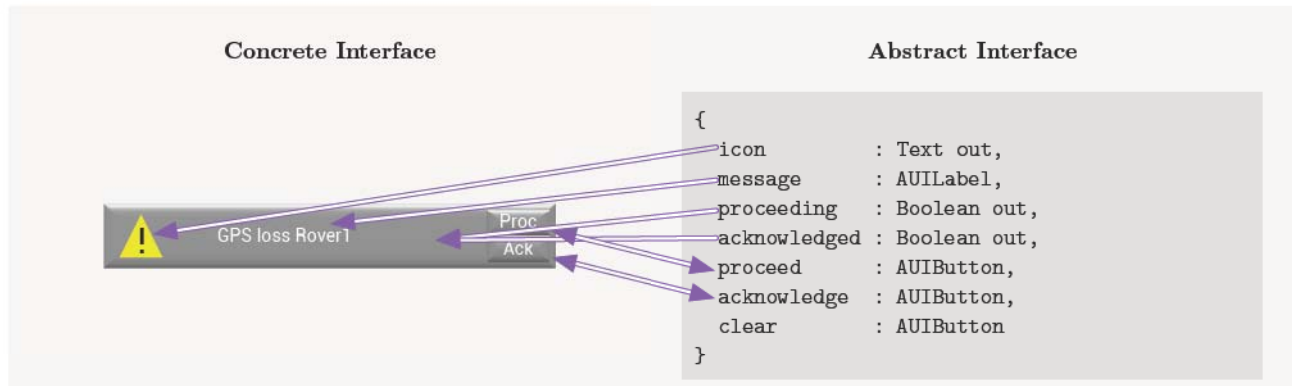 Concrete Interface
Abstract Interface
GPS loss Rover1
Proc
Ack
{
icon : Text out,
message : AUILabel,
proceeding : Boolean out,
acknowledged : Boolean out,
proceed : AUIButton,
acknowledge : AUIButton,
clear : AUIButton
}